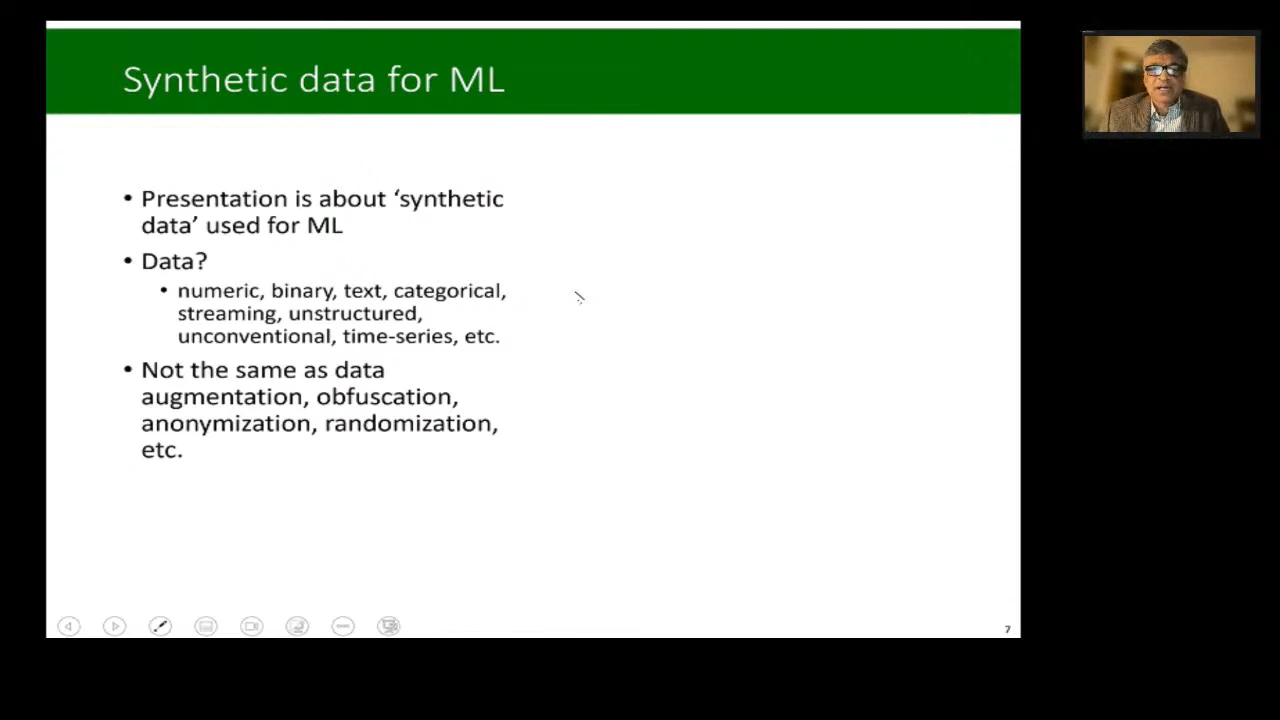 Synthetic data for ML
• Presentation is about ‘synthetic
data’ used for ML
• Data?
• numeric, binary, text, categorical,
streaming, unstructured,
unconventional, time-series, etc.
• Not the same as data
augmentation, obfuscation,
anonymization, randomization,
etc.
7